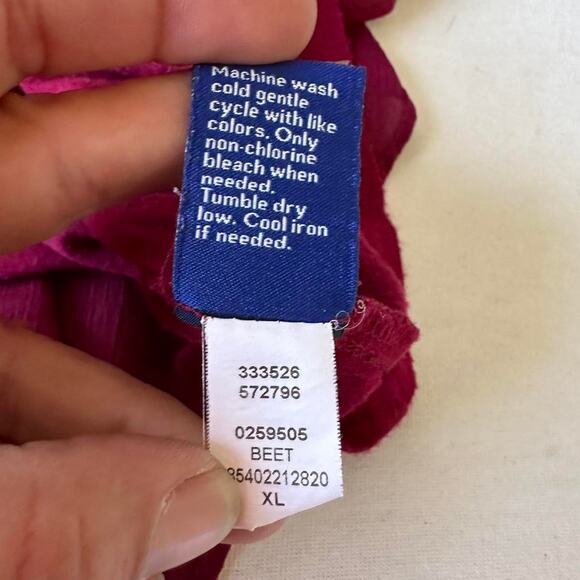 Machine wash
cold gentle
cycle with like
colors. Only
non-chlorine
bleach when
needed.
Tumble dry
low. Cool iron
if needed.
333526
572796
0259505
BEET
85402212820
XL